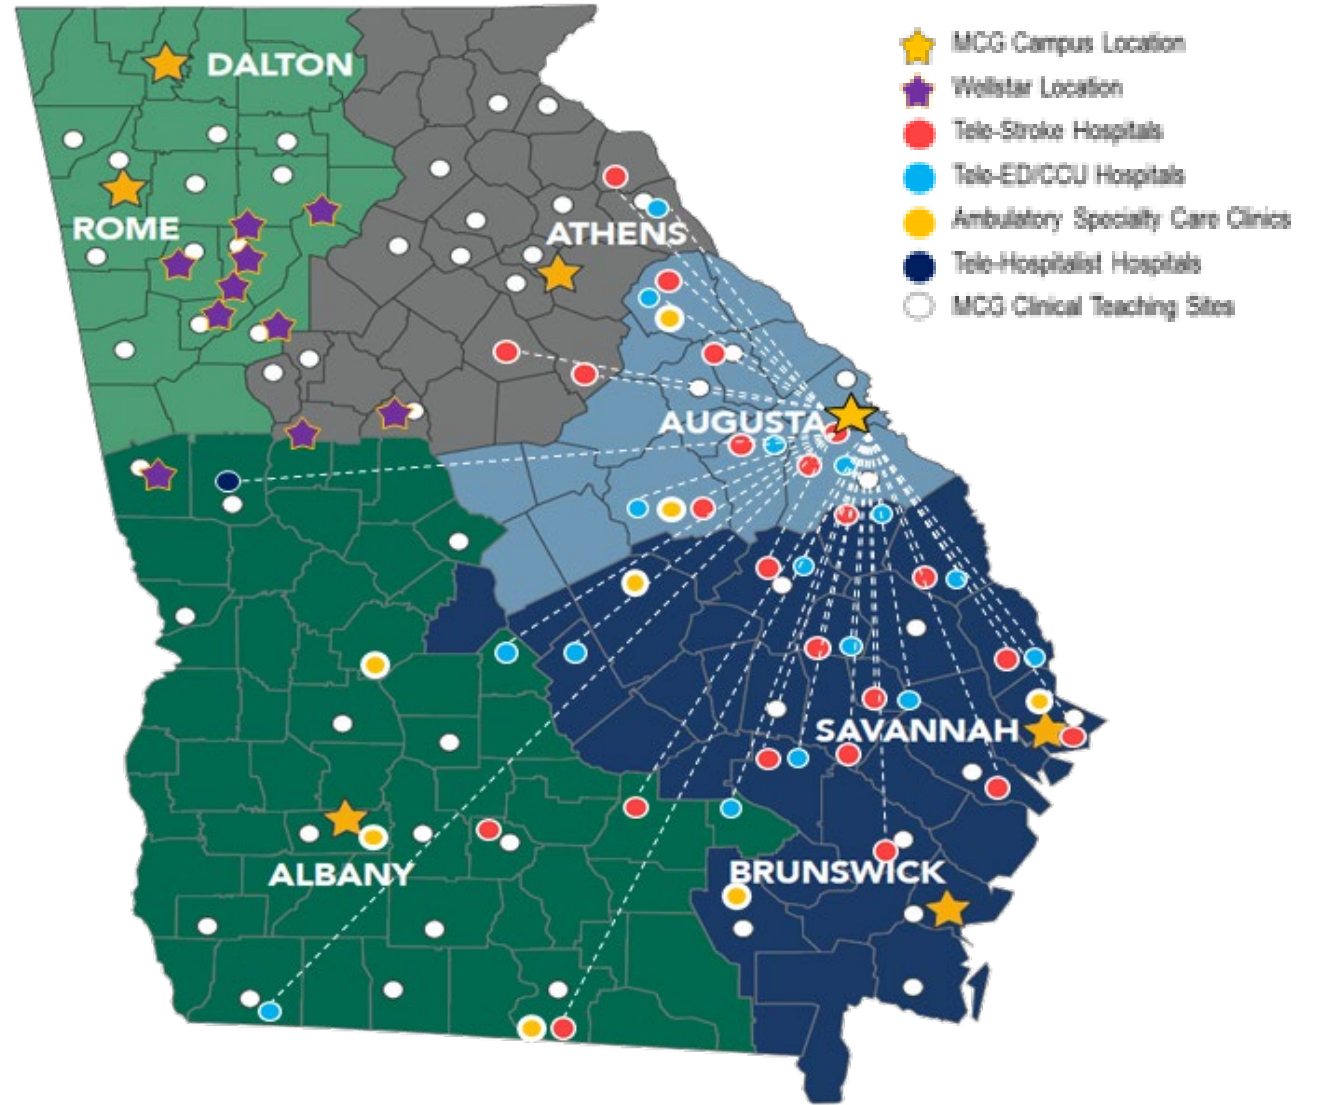 DALTON
MCG Campus Location
Wellstar Location
Tele-Stroke Hospitals
Tele-ED/CCU Hospitals
Ambulatory Specialty Care Clinics
Tele-Hospitalist Hospitals
MCG Clinical Teaching Sites
ROME
ATHENS
AUGUSTA
SAVANNAH
ALBANY
BRUNSWICK